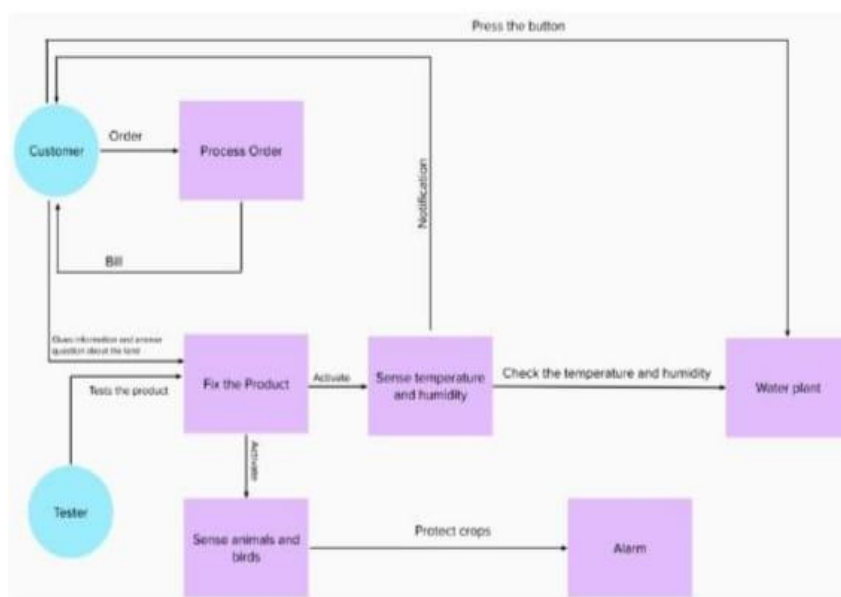 Press the button
Order
Customer
Process Order
Notification
Bill
Gives information and answer
question about the land
Fix the Product
Activate
Sense temperature
and humidity
Check the temperature and humidity
Water plant
Tests the product
Activate
Tester
Sense animals and
birds
Protect crops
Alarm